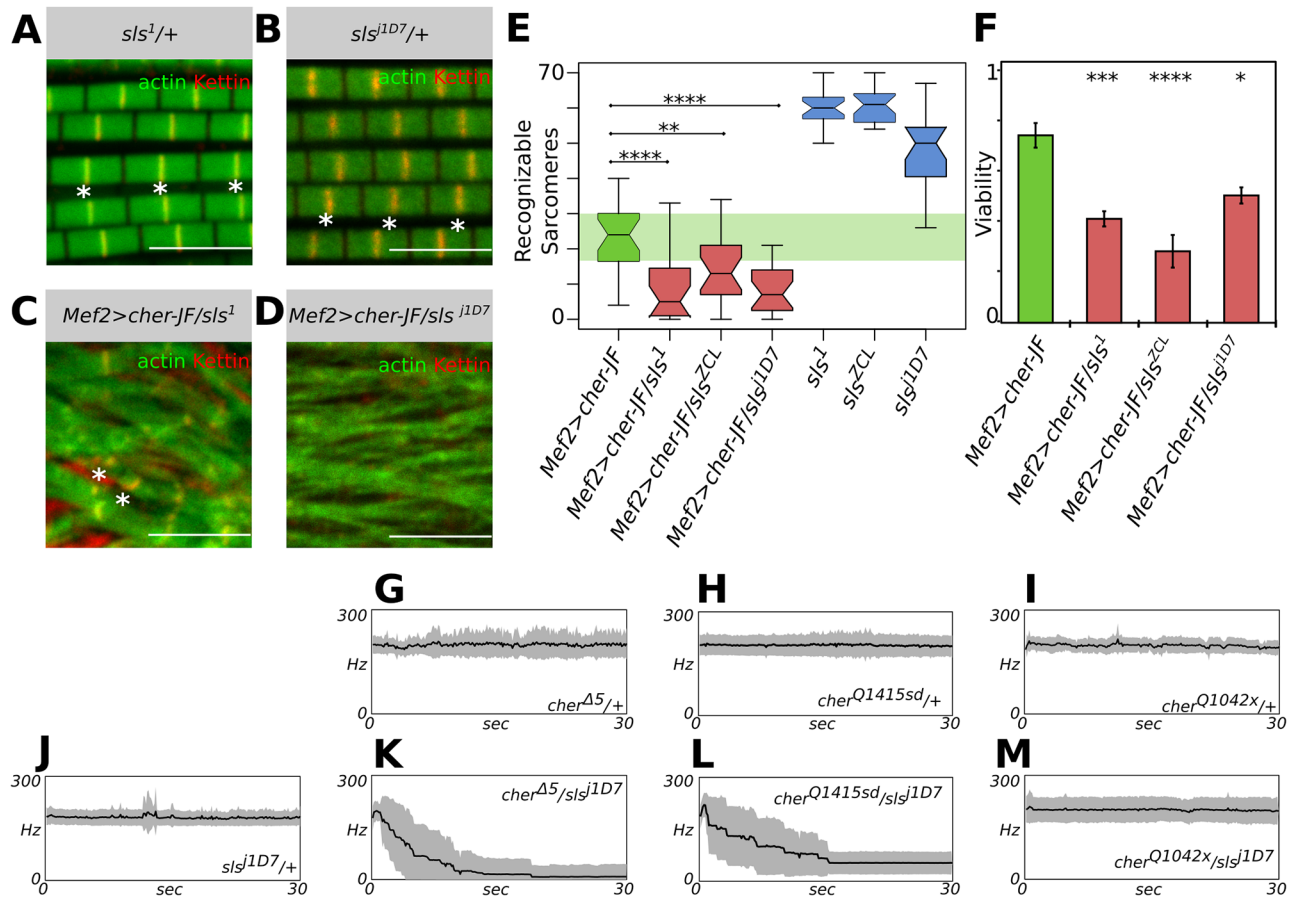 A
sls1/+
actin Kettin
* * *
B
slsj1D7/+
actin Kettin
* * *
C
Mef2>cher-JF/sls1
actin Kettin
*
*
D
Mef2>cher-JF/sls j1D7
actin Kettin
E
Recognizable
Sarcomeres
70
0
****
**
****
Mef2>cher-JF
Mef2>cher-JF/sls1
Mef2>cher-JF/slsZCL
Mef2>cher-JF/slsj1D7
sls1
slsZCL
slsj1D7
F
Viability
1
0
*** **** *
Mef2>cher-JF
Mef2>cher-JF/sls1
Mef2>cher-JF/slsZCL
Mef2>cher-JF/slsj1D7
G
300
Hz
0
cherΔ5/+
0 sec 30
H
300
Hz
0
cherQ1415sd/+
0 sec 30
I
300
Hz
0
cherQ1042x/+
0 sec 30
J
300
Hz
0
slsj1D7/+
0 sec 30
K
300
Hz
0
cherΔ5/slsj1D7
0 sec 30
L
300
Hz
0
cherQ1415sd/slsj1D7
0 sec 30
M
300
Hz
0
cherQ1042x/slsj1D7
0 sec 30